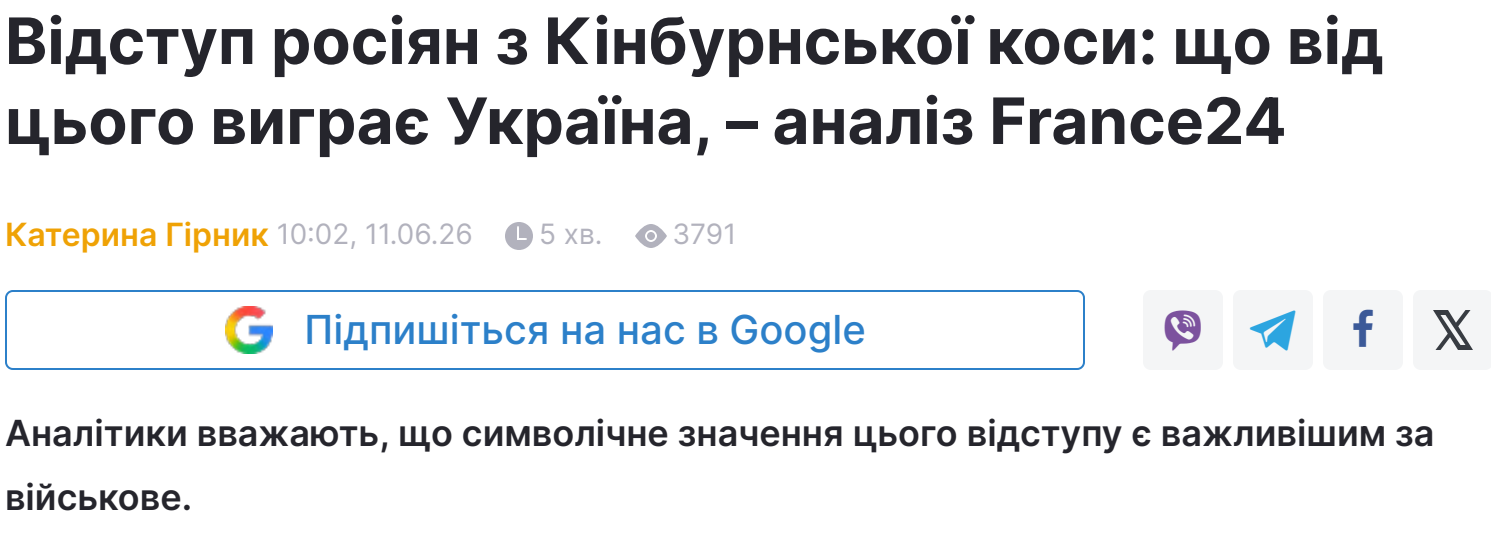 Відступ росіян з Кінбурнської коси: що від
цього виграє Україна, – аналіз France24
Катерина Гірник 10:02, 11.06.26 5 хв. 3791
Підпишіться на нас в Google
Аналітики вважають, що символічне значення цього відступу є важливішим за
військове.